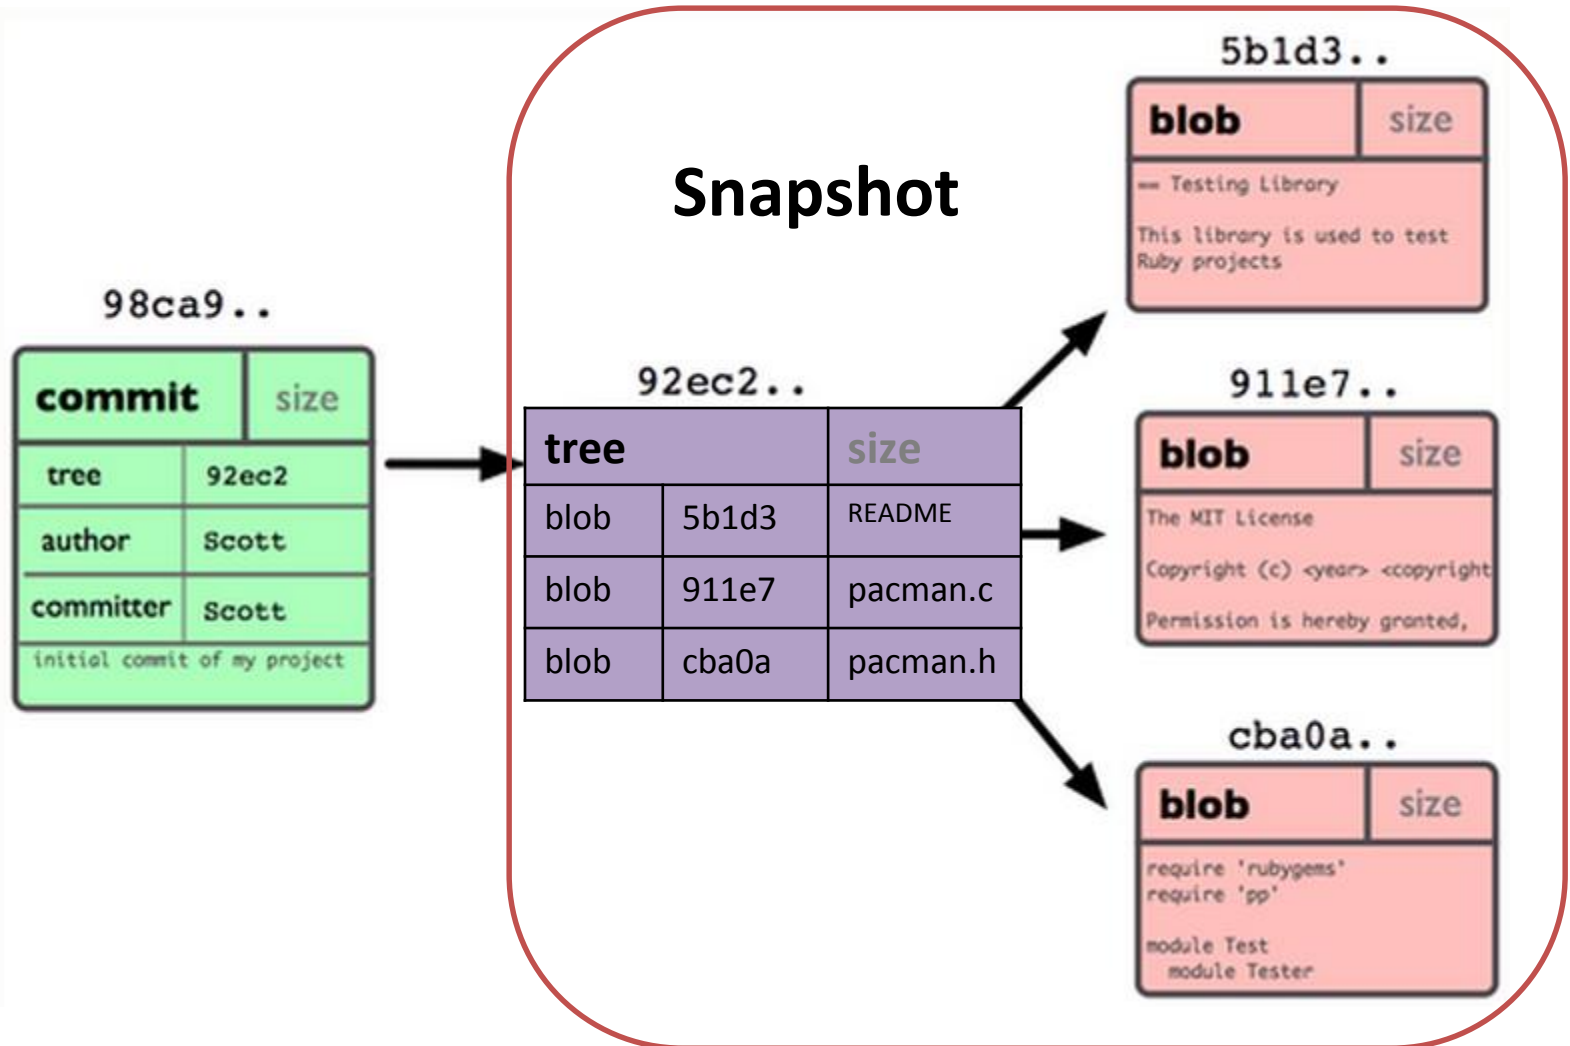 Snapshot
98ca9..
commit size
tree 92ec2
author Scott
committer Scott
initial commit of my project
92ec2..
tree size
blob 5b1d3 README
blob 911e7 pacman.c
blob cba0a pacman.h
5b1d3..
blob size
== Testing Library
This library is used to test
Ruby projects
911e7..
blob size
The MIT License
Copyright (c) <year> <copyright
Permission is hereby granted,
cba0a..
blob size
require 'rubygems'
require 'pp'
module Test
module Tester